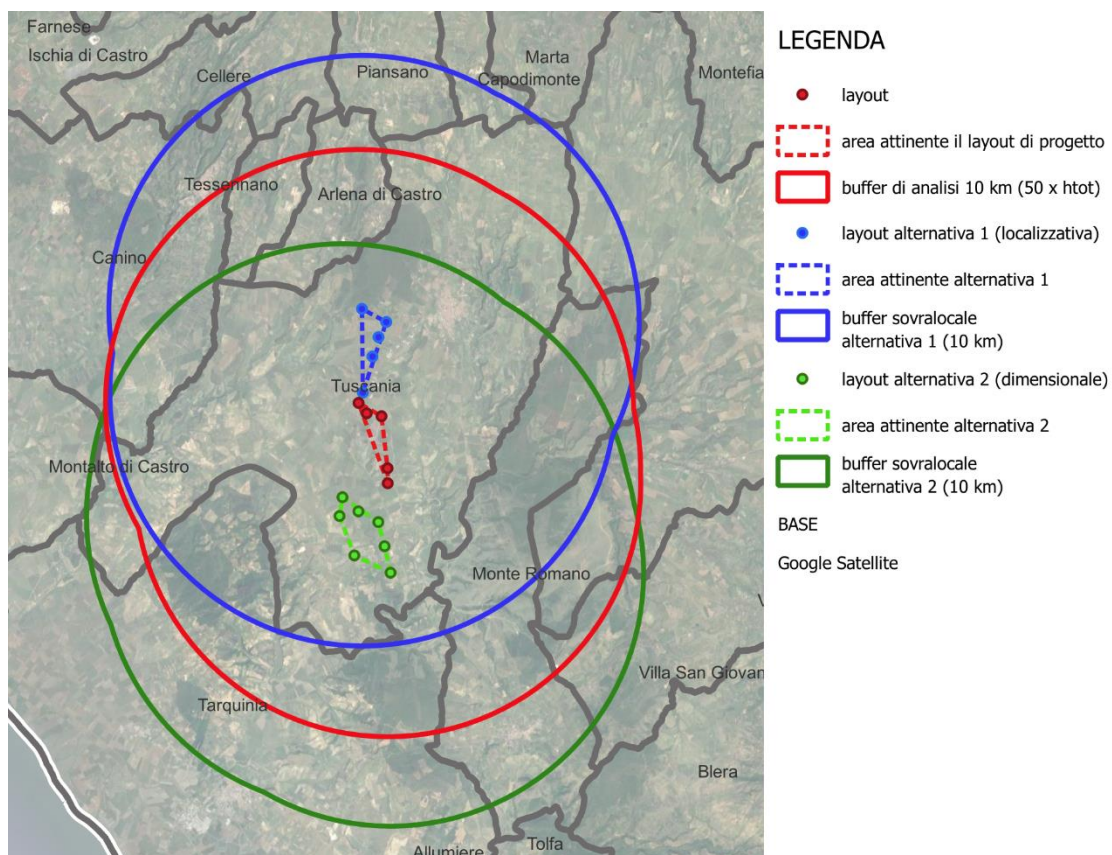 Farnese
Ischia di Castro
Cellere
Piansano
Marta
Capodimonte
Montefia
Tessennano
Arlena di Castro
Canino
Tuscania
Montalto di Castro
Monte Romano
Villa San Giovan
Tarquinia
Blera
Tolfa
Allumiere
V
LEGENDA
layout
area attinente il layout di progetto
buffer di analisi 10 km (50 x htot)
layout alternativa 1 (localizzativa)
area attinente alternativa 1
buffer sovralocale
alternativa 1 (10 km)
layout alternativa 2 (dimensionale)
area attinente alternativa 2
buffer sovralocale
alternativa 2 (10 km)
BASE
Google Satellite